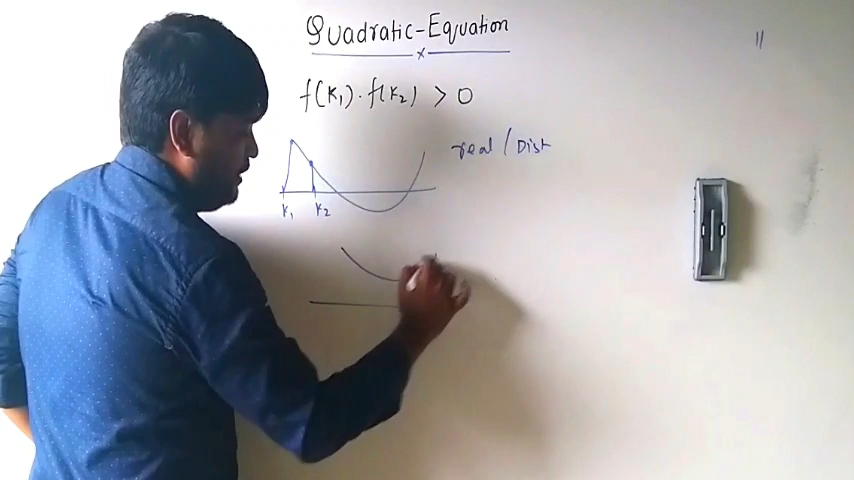 Quadratic-Equation
x
f(K₁).f(K₂) > 0
real / Dist
K₁ K₂
11